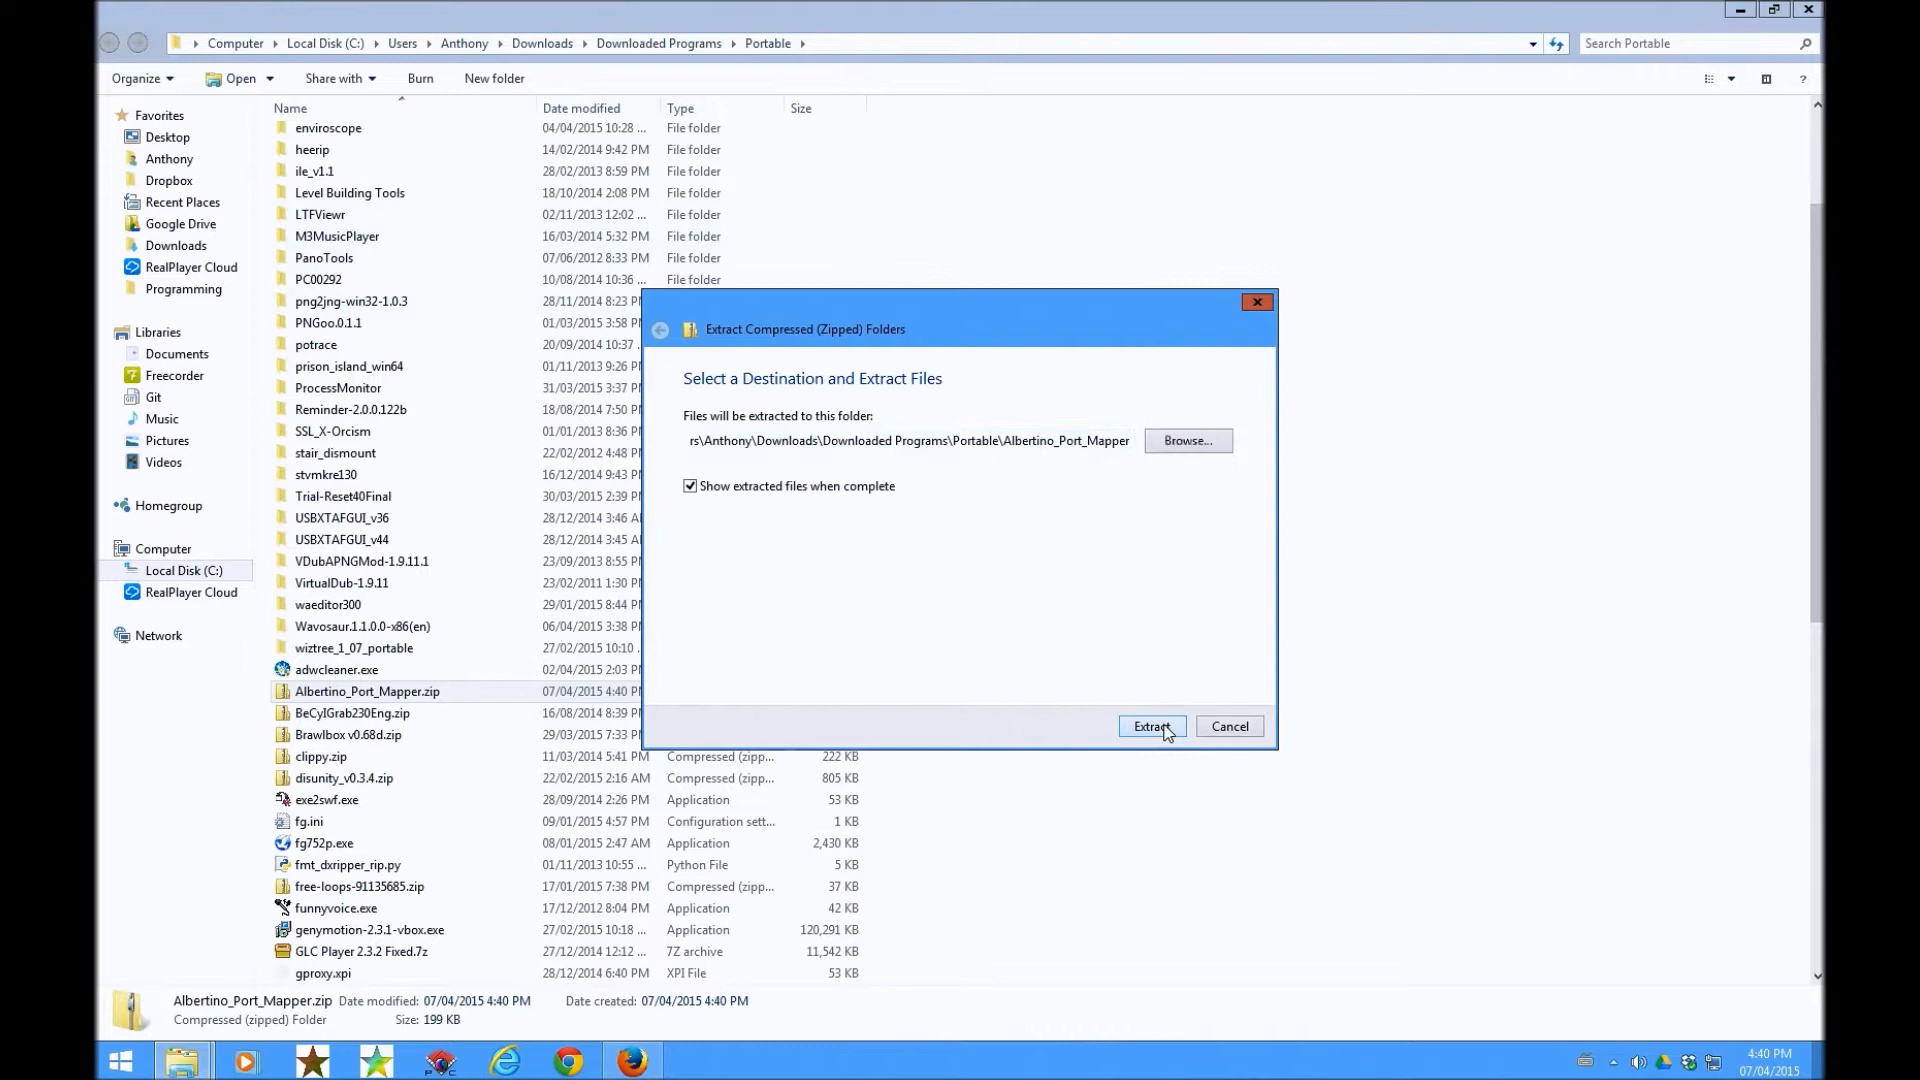 Computer Local Disk (C:) Users Anthony Downloads Downloaded Programs Portable
Search Portable
Organize Open Share with Burn New folder
?
Favorites
Desktop
Anthony
Dropbox
Recent Places
Google Drive
Downloads
RealPlayer Cloud
Programming
Libraries
Documents
Freecorder
Git
Music
Pictures
Videos
Homegroup
Computer
Local Disk (C:)
RealPlayer Cloud
Network
Name Date modified Type Size
enviroscope 04/04/2015 10:28 ... File folder
heerip 14/02/2014 9:42 PM File folder
ile_v1.1 28/02/2013 8:59 PM File folder
Level Building Tools 18/10/2014 2:08 PM File folder
LTFViewr 02/11/2013 12:02 ... File folder
M3MusicPlayer 16/03/2014 5:32 PM File folder
PanoTools 07/06/2012 8:33 PM File folder
PC00292 10/08/2014 10:36 ... File folder
png2jng-win32-1.0.3 28/11/2014 8:23
PNGoo.0.1.1 01/03/2015 3:58
potrace 20/09/2014 10:37
prison_island_win64 01/11/2013 9:26
ProcessMonitor 31/03/2015 3:37
Reminder-2.0.0.122b 18/08/2014 7:50
SSL_X-Orcism 01/01/2013 8:36
stair_dismount 22/02/2012 4:48
stvmkre130 16/12/2014 9:43
Trial-Reset40Final 30/03/2015 2:39
USBXTAFGUI_v36 28/12/2014 3:46
USBXTAFGUI_v44 28/12/2014 3:45
VDubAPNGMod-1.9.11.1 23/09/2013 8:55
VirtualDub-1.9.11 23/02/2011 1:30
waeditor300 29/01/2015 8:44
Wavosaur.1.1.0.0-x86(en) 06/04/2015 3:38
wiztree_1_07_portable 27/02/2015 10:10
adwcleaner.exe 02/04/2015 2:03
Albertino_Port_Mapper.zip 07/04/2015 4:40
BeCyIGrab230Eng.zip 16/08/2014 8:39
Brawlbox v0.68d.zip 29/03/2015 7:33
clippy.zip 11/03/2014 5:41 PM Compressed (zipp... 222 KB
disunity_v0.3.4.zip 22/02/2015 2:16 AM Compressed (zipp... 805 KB
exe2swf.exe 28/09/2014 2:26 PM Application 53 KB
fg.ini 09/01/2015 4:57 PM Configuration sett... 1 KB
fg752p.exe 08/01/2015 2:47 AM Application 2,430 KB
fmt_dxripper_rip.py 01/11/2013 10:55 ... Python File 5 KB
free-loops-91135685.zip 17/01/2015 7:38 PM Compressed (zipp... 37 KB
funnyvoice.exe 17/12/2012 8:04 PM Application 42 KB
genymotion-2.3.1-vbox.exe 27/02/2015 10:18 ... Application 120,291 KB
GLC Player 2.3.2 Fixed.7z 27/12/2014 12:12 ... 7Z archive 11,542 KB
gproxy.xpi 28/12/2014 6:40 PM XPI File 53 KB
Extract Compressed (Zipped) Folders
Select a Destination and Extract Files
Files will be extracted to this folder:
rs\Anthony\Downloads\Downloaded Programs\Portable\Albertino_Port_Mapper Browse...
Show extracted files when complete
Extract Cancel
Albertino_Port_Mapper.zip Date modified: 07/04/2015 4:40 PM Date created: 07/04/2015 4:40 PM
Compressed (zipped) Folder Size: 199 KB
4:40 PM
07/04/2015